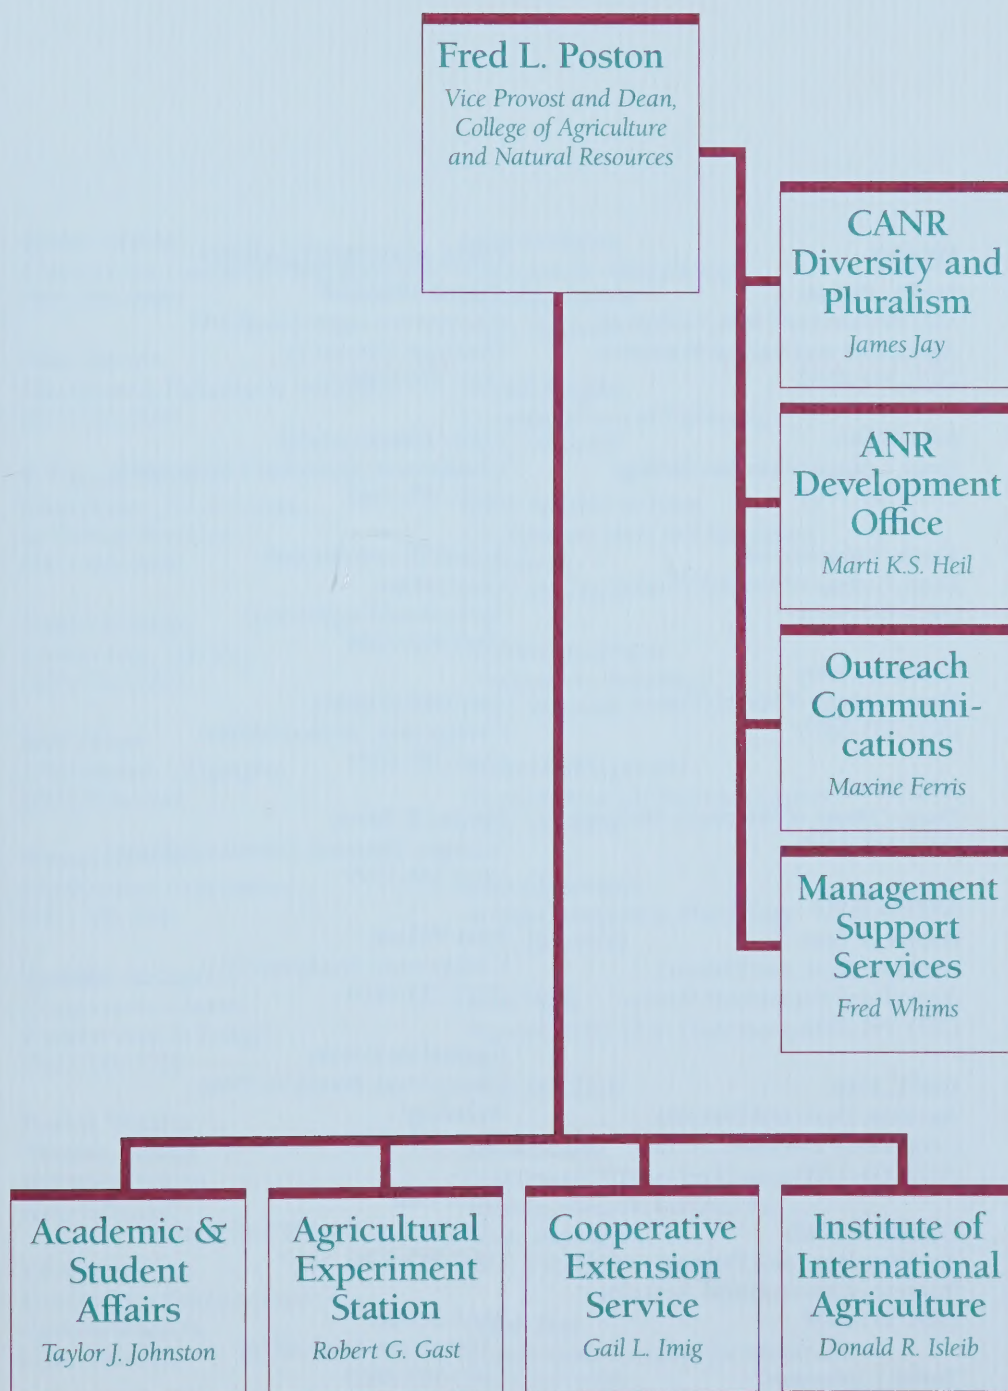 Fred L. Poston
Vice Provost and Dean,
College of Agriculture
and Natural Resources
CANR
Diversity and
Pluralism
James Jay
ANR
Development
Office
Marti K.S. Heil
Outreach
Communi-
cations
Maxine Ferris
Management
Support
Services
Fred Whims
Academic &
Student
Affairs
Taylor J. Johnston
Agricultural
Experiment
Station
Robert G. Gast
Cooperative
Extension
Service
Gail L. Imig
Institute of
International
Agriculture
Donald R. Isleib